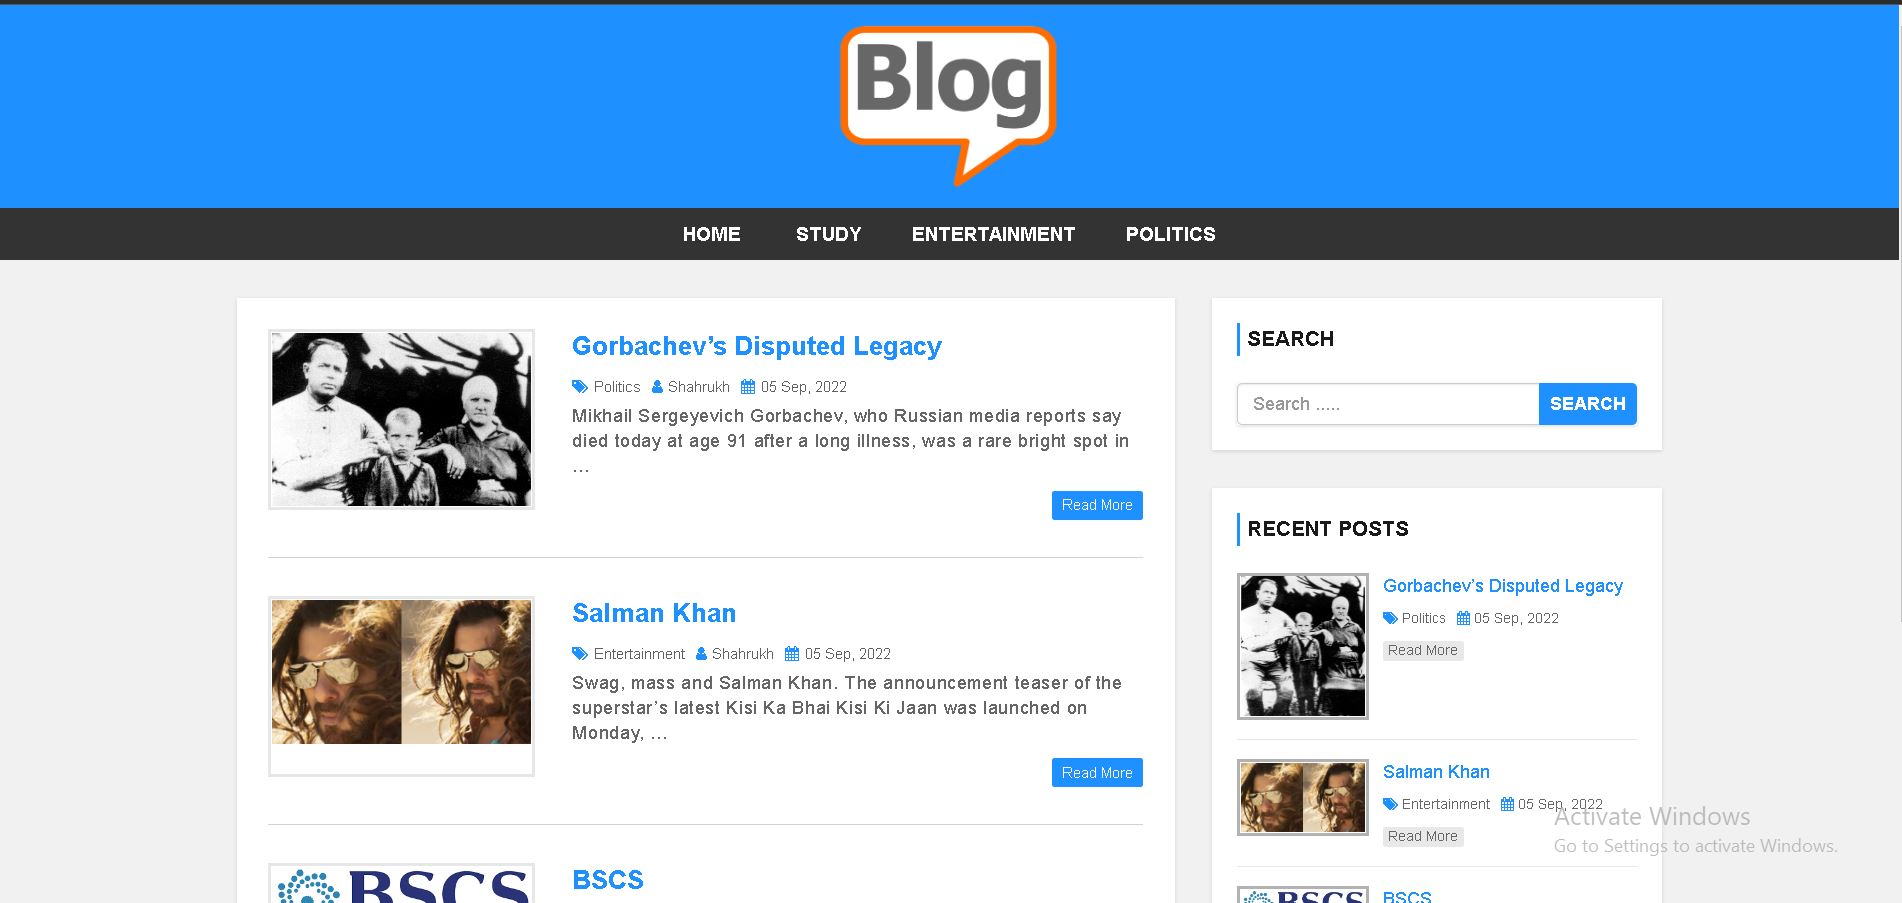 Blog
HOME
STUDY
ENTERTAINMENT
POLITICS
Gorbachev’s Disputed Legacy
Politics Shahrukh 05 Sep, 2022
Mikhail Sergeyevich Gorbachev, who Russian media reports say
died today at age 91 after a long illness, was a rare bright spot in
...
Read More
Salman Khan
Entertainment Shahrukh 05 Sep, 2022
Swag, mass and Salman Khan. The announcement teaser of the
superstar’s latest Kisi Ka Bhai Kisi Ki Jaan was launched on
Monday, ...
Read More
BSCS
BSCS
SEARCH
Search .....
SEARCH
RECENT POSTS
Gorbachev’s Disputed Legacy
Politics 05 Sep, 2022
Read More
Salman Khan
Entertainment 05 Sep, 2022
Read More
BSCS
BSCS
Activate Windows
Go to Settings to activate Windows.